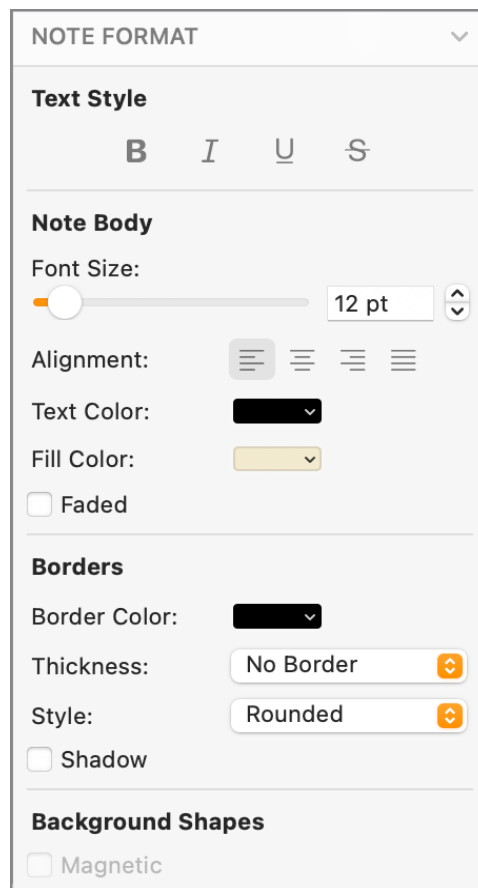 NOTE FORMAT
Text Style
B I U S
Note Body
Font Size:
12 pt
Alignment:
Text Color:
Fill Color:
Faded
Borders
Border Color:
Thickness: No Border
Style: Rounded
Shadow
Background Shapes
Magnetic